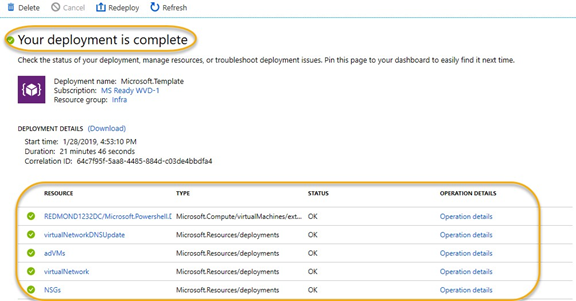 Delete Cancel Redeploy Refresh
Your deployment is complete
Check the status of your deployment, manage resources, or troubleshoot deployment issues. Pin this page to your dashboard to easily find it next time.
Deployment name: Microsoft.Template
Subscription: MS Ready WVD-1
Resource group: Infra
DEPLOYMENT DETAILS (Download)
Start time: 1/28/2019, 4:53:10 PM
Duration: 21 minutes 46 seconds
Correlation ID: 64c7f95f-5aa8-4485-884d-c03de4bbdfa4
RESOURCE TYPE STATUS OPERATION DETAILS
REDMOND1232DC/Microsoft.Powershell.D Microsoft.Compute/virtualMachines/ext... OK Operation details
virtualNetworkDNSUpdate Microsoft.Resources/deployments OK Operation details
adVMs Microsoft.Resources/deployments OK Operation details
virtualNetwork Microsoft.Resources/deployments OK Operation details
NSGs Microsoft.Resources/deployments OK Operation details